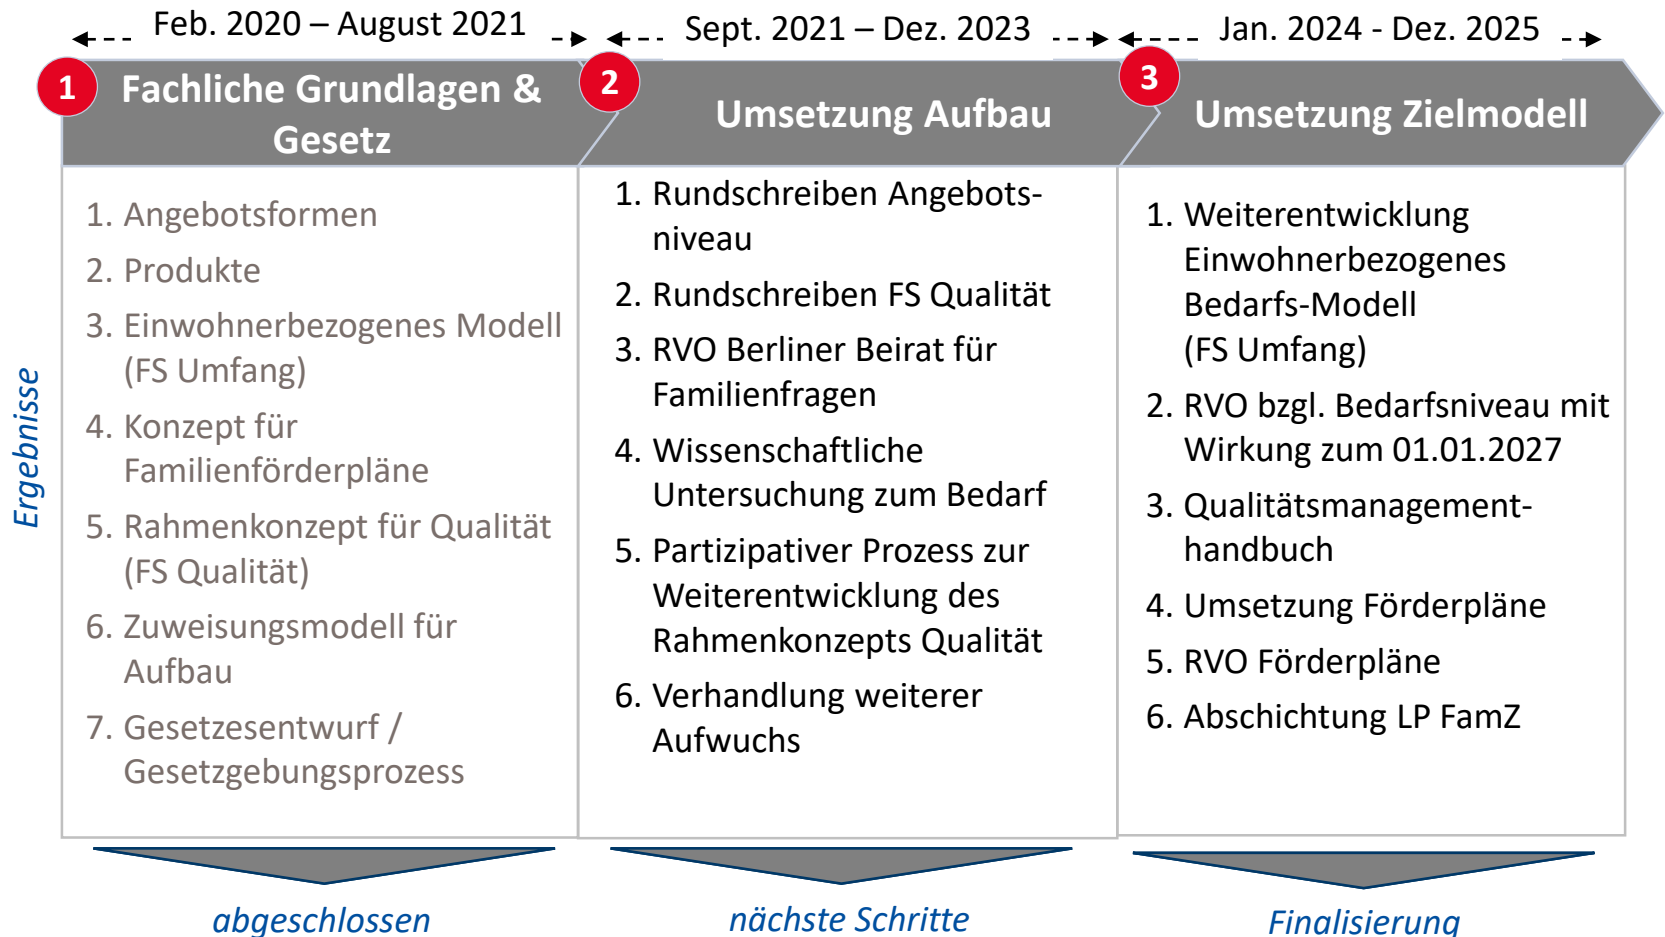 Feb. 2020 – August 2021
Sept. 2021 – Dez. 2023
Jan. 2024 - Dez. 2025
1
Fachliche Grundlagen &
Gesetz
2
Umsetzung Aufbau
3
Umsetzung Zielmodell
Ergebnisse
1. Angebotsformen
2. Produkte
3. Einwohnerbezogenes Modell
(FS Umfang)
4. Konzept für
Familienförderpläne
5. Rahmenkonzept für Qualität
(FS Qualität)
6. Zuweisungsmodell für
Aufbau
7. Gesetzesentwurf /
Gesetzgebungsprozess
1. Rundschreiben Angebots-
niveau
2. Rundschreiben FS Qualität
3. RVO Berliner Beirat für
Familienfragen
4. Wissenschaftliche
Untersuchung zum Bedarf
5. Partizipativer Prozess zur
Weiterentwicklung des
Rahmenkonzepts Qualität
6. Verhandlung weiterer
Aufwuchs
1. Weiterentwicklung
Einwohnerbezogenes
Bedarfs-Modell
(FS Umfang)
2. RVO bzgl. Bedarfsniveau mit
Wirkung zum 01.01.2027
3. Qualitätsmanagement-
handbuch
4. Umsetzung Förderpläne
5. RVO Förderpläne
6. Abschichtung LP FamZ
abgeschlossen
nächste Schritte
Finalisierung